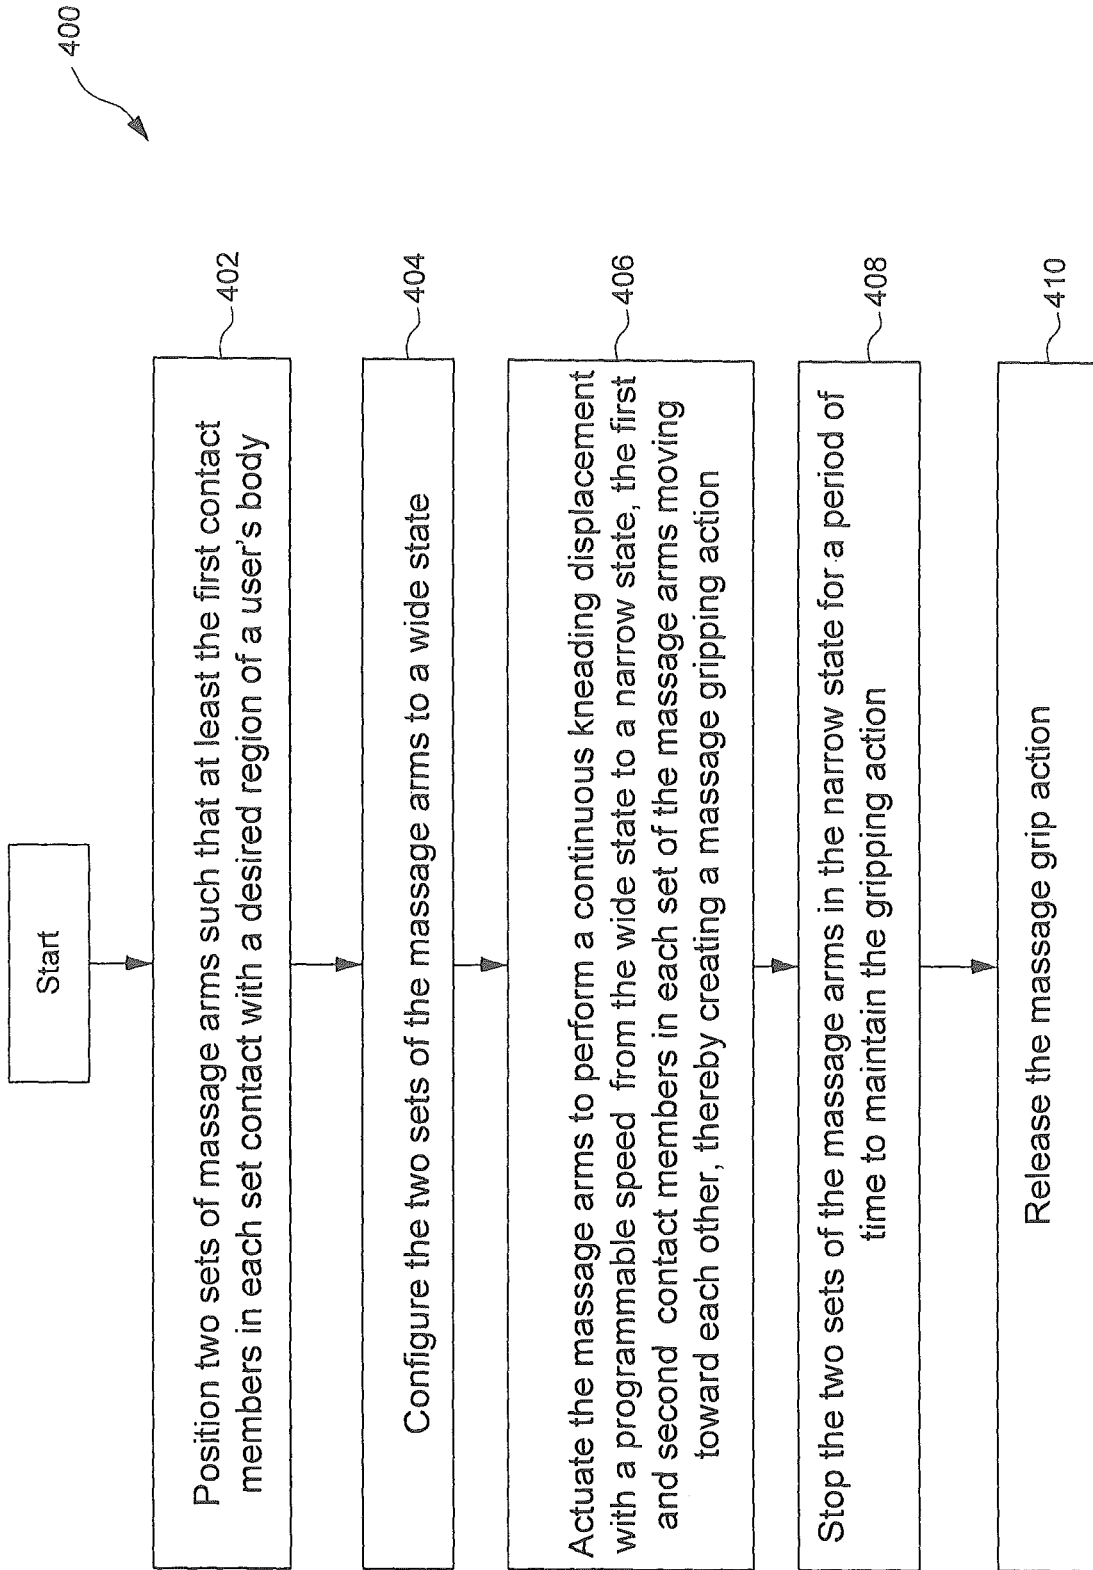 400
Start
Position two sets of massage arms such that at least the first contact
members in each set contact with a desired region of a user's body
402
Configure the two sets of the massage arms to a wide state
404
Actuate the massage arms to perform a continuous kneading displacement
with a programmable speed from the wide state to a narrow state, the first
and second contact members in each set of the massage arms moving
toward each other, thereby creating a massage gripping action
406
Stop the two sets of the massage arms in the narrow state for a period of
time to maintain the gripping action
408
Release the massage grip action
410